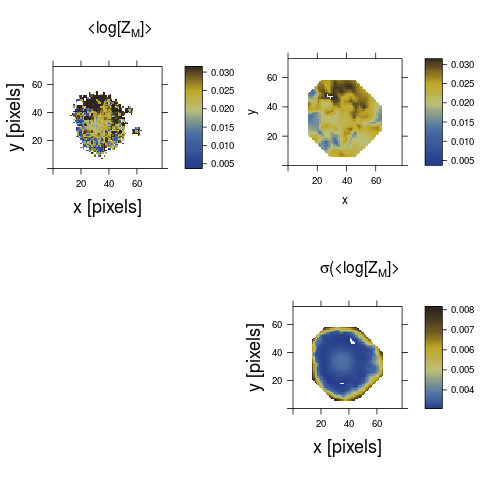 <log[Z_M]>
60
40
20
20 40 60
x [pixels]
y [pixels]
0.030
0.025
0.020
0.015
0.010
0.005
60
40
20
20 40 60
x
y
0.030
0.025
0.020
0.015
0.010
0.005
σ(<log[Z_M]>
60
40
20
20 40 60
x [pixels]
y [pixels]
0.008
0.007
0.006
0.005
0.004